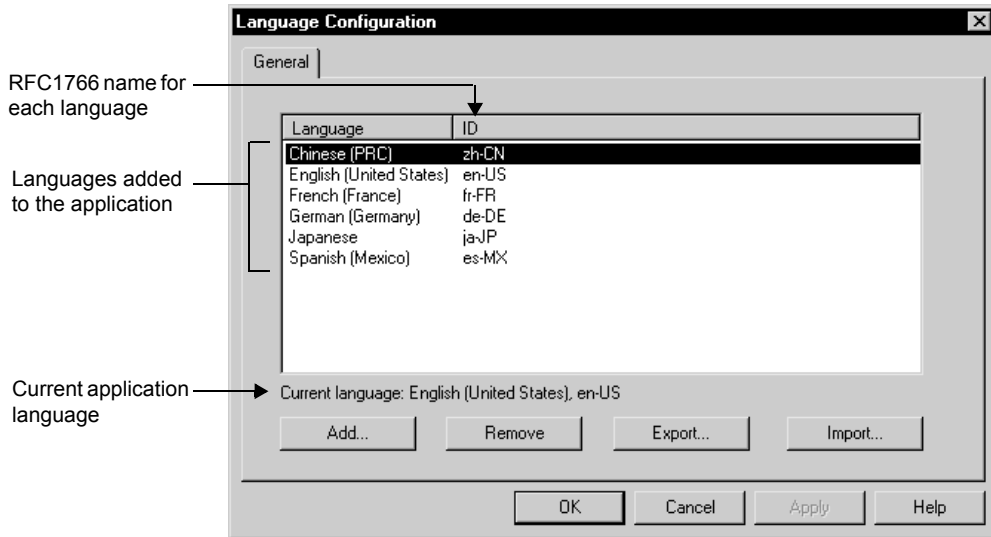 Language Configuration
General
RFC1766 name for
each language
Language ID
Chinese (PRC) zh-CN
English (United States) en-US
French (France) fr-FR
German (Germany) de-DE
Japanese ja-JP
Spanish (Mexico) es-MX
Languages added
to the application
Current application
language
Current language: English (United States), en-US
Add... Remove Export... Import...
OK Cancel Apply Help